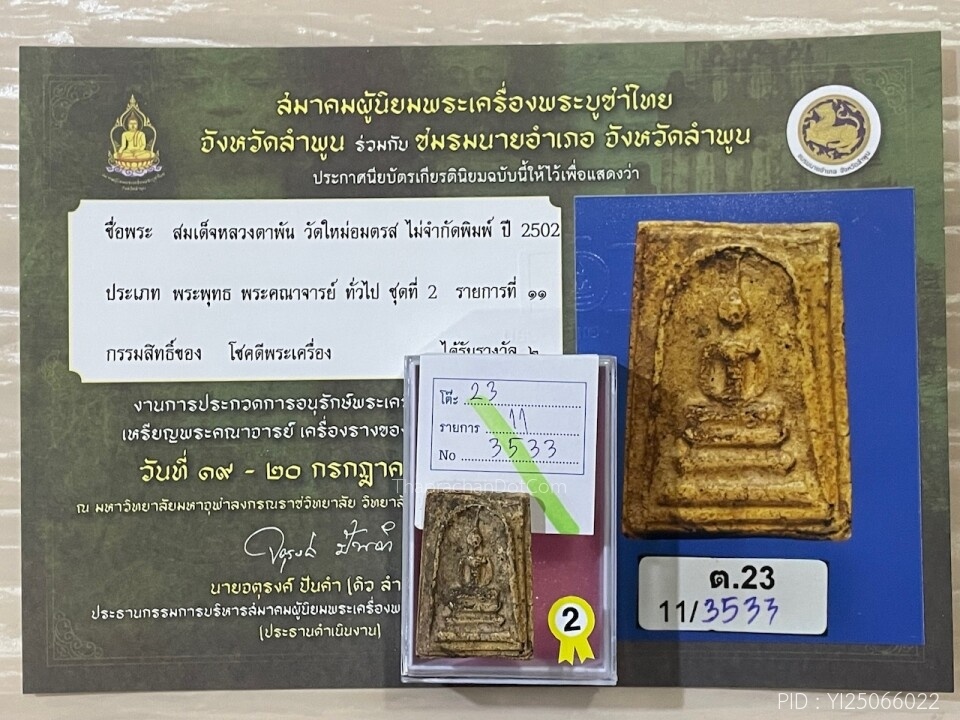 สมาคมผู้นิยมพระเครื่องพระบูชาไทย
จังหวัดลำพูน ร่วมกับ ชมรมนายอำเภอ จังหวัดลำพูน
ประกาศนียบัตรเกียรตินิยมฉบับนี้ให้ไว้เพื่อแสดงว่า
ชื่อพระ สมเด็จหลวงตาพัน วัดใหม่อมตรส ไม่จำกัดพิมพ์ ปี 2502
ประเภท พระพุทธ พระคณาจารย์ ทั่วไป ชุดที่ 2 รายการที่ ๑๑
กรรมสิทธิ์ของ โชคดีพระเครื่อง ได้รับรางวัล ๒
งานการประกวดการอนุรักษ์พระเคร
เหรียญพระคณาจารย์ เครื่องรางของ
วันที่ ๑๙ - ๒๐ กรกฎาค
ณ มหาวิทยาลัยมหาจุฬาลงกรณราชวิทยาลัย วิทยาลั
นายจตุรงค์ ปันคำ (ดิว ลำ
ประธานกรรมการบริหารสมาคมผู้นิยมพระเครื่องพ
(ประธานดำเนินงาน)
โต๊ะ 23
รายการ 11
No 3533
ThaprachanDotCom
2
ต.23
11/3533
PID : YI25066022